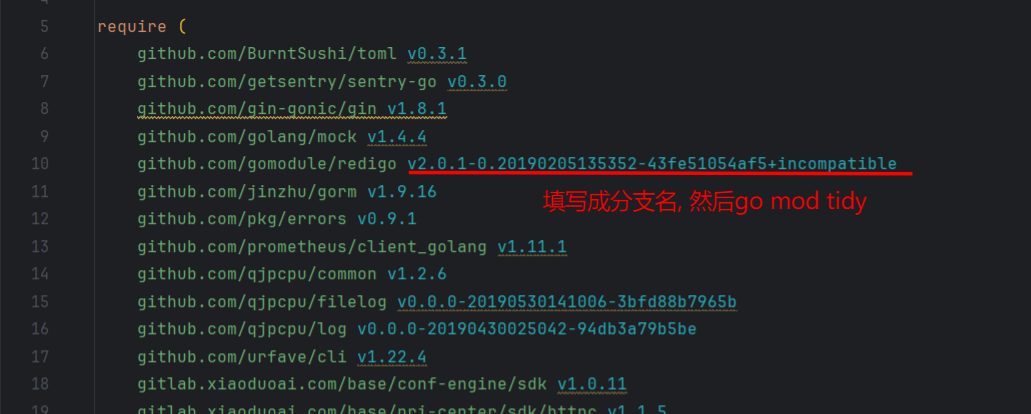 5 require (
6 github.com/BurntSushi/toml v0.3.1
7 github.com/getsentry/sentry-go v0.3.0
8 github.com/gin-gonic/gin v1.8.1
9 github.com/golang/mock v1.4.4
10 github.com/gomodule/redigo v2.0.1-0.20190205135352-43fe51054af5+incompatible
11 github.com/jinzhu/gorm v1.9.16
填写成分支名, 然后go mod tidy
12 github.com/pkg/errors v0.9.1
13 github.com/prometheus/client_golang v1.11.1
14 github.com/qjpcpu/common v1.2.6
15 github.com/qjpcpu/filelog v0.0.0-20190530141006-3bfd88b7965b
16 github.com/qjpcpu/log v0.0.0-20190430025042-94db3a79b5be
17 github.com/urfave/cli v1.22.4
18 gitlab.xiaoduoai.com/base/conf-engine/sdk v1.0.11
19 gitlab.xiaoduoai.com/base/pri-center/sdk/httpc v1.1.5